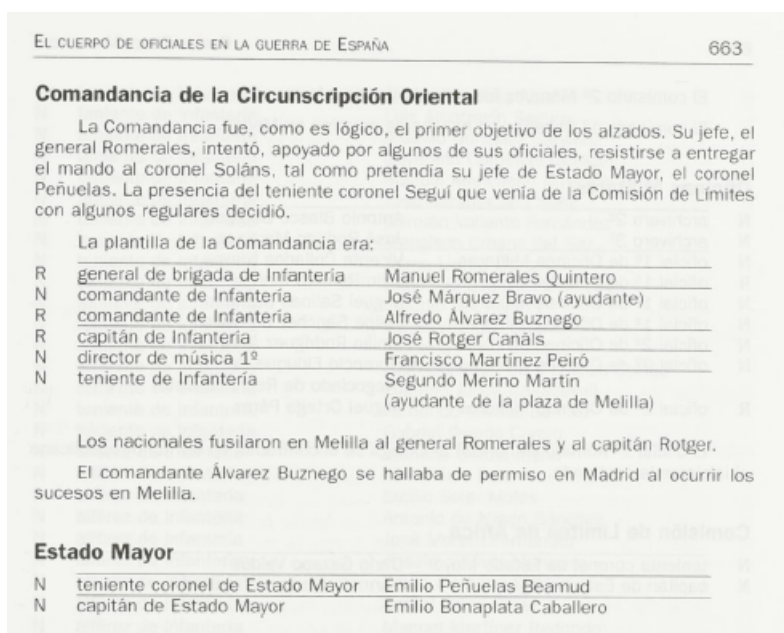 EL CUERPO DE OFICIALES EN LA GUERRA DE ESPAÑA 663
Comandancia de la Circunscripción Oriental
La Comandancia fue, como es lógico, el primer objetivo de los alzados. Su jefe, el
general Romerales, intentó, apoyado por algunos de sus oficiales, resistirse a entregar
el mando al coronel Soláns, tal como pretendía su jefe de Estado Mayor, el coronel
Peñuelas. La presencia del teniente coronel Seguí que venía de la Comisión de Límites
con algunos regulares decidió.
La plantilla de la Comandancia era:
R general de brigada de Infantería Manuel Romerales Quintero
N comandante de Infantería José Márquez Bravo (ayudante)
R comandante de Infantería Alfredo Álvarez Buznego
R capitán de Infantería José Rotger Canáls
N director de música 1º Francisco Martínez Peiró
N teniente de Infantería Segundo Merino Martín
(ayudante de la plaza de Melilla)
Los nacionales fusilaron en Melilla al general Romerales y al capitán Rotger.
El comandante Álvarez Buznego se hallaba de permiso en Madrid al ocurrir los
sucesos en Melilla.
Estado Mayor
N teniente coronel de Estado Mayor Emilio Peñuelas Beamud
N capitán de Estado Mayor Emilio Bonaplata Caballero